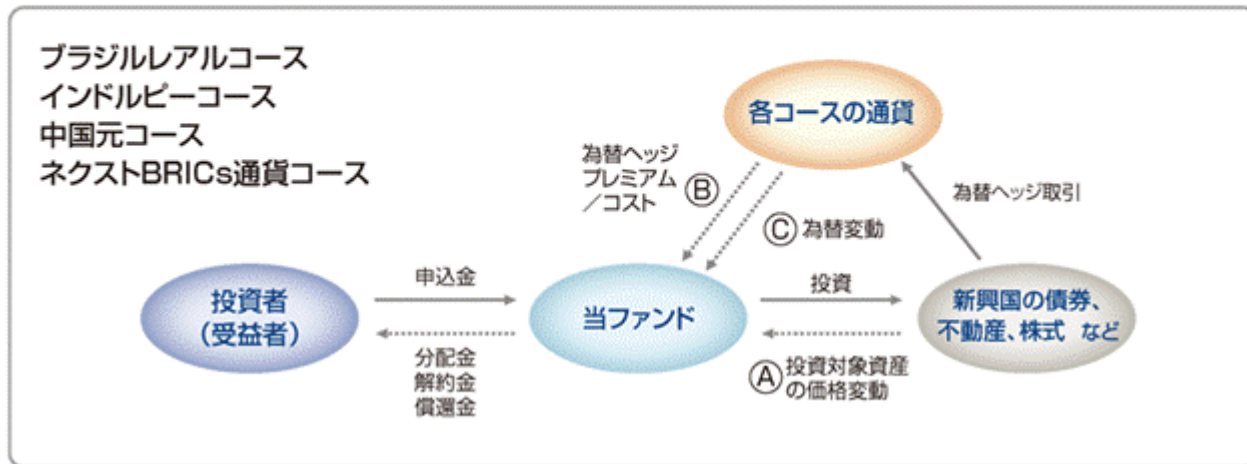 ブラジルレアルコース
インドルピーコース
中国元コース
ネクストBRICs通貨コース
各コースの通貨
為替ヘッジ
プレミアム
/コスト
Ⓑ
Ⓒ 為替変動
為替ヘッジ取引
投資者
(受益者)
申込金
分配金
解約金
償還金
当ファンド
投資
Ⓐ 投資対象資産
の価格変動
新興国の債券、
不動産、株式 など